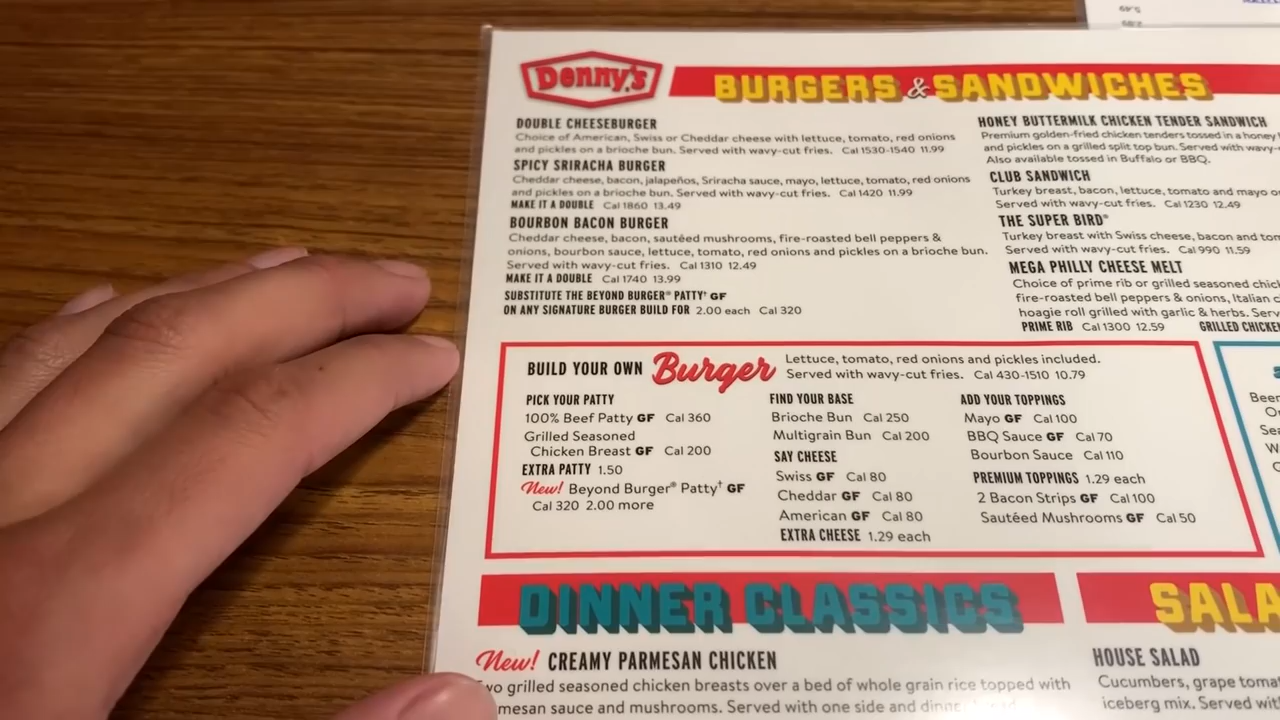 Denny's
BURGERS & SANDWICHES
DOUBLE CHEESEBURGER
Choice of American, Swiss or Cheddar cheese with lettuce, tomato, red onions
and pickles on a brioche bun. Served with wavy-cut fries. Cal 1530-1540 11.99
SPICY SRIRACHA BURGER
Cheddar cheese, bacon, jalapeños, Sriracha sauce, mayo, lettuce, tomato, red onions
and pickles on a brioche bun. Served with wavy-cut fries. Cal 1420 11.99
MAKE IT A DOUBLE Cal 1860 13.49
BOURBON BACON BURGER
Cheddar cheese, bacon, sautéed mushrooms, fire-roasted bell peppers &
onions, bourbon sauce, lettuce, tomato, red onions and pickles on a brioche bun.
Served with wavy-cut fries. Cal 1310 12.49
MAKE IT A DOUBLE Cal 1740 13.99
SUBSTITUTE THE BEYOND BURGER® PATTY† GF
ON ANY SIGNATURE BURGER BUILD FOR 2.00 each Cal 320
HONEY BUTTERMILK CHICKEN TENDER SANDWICH
Premium golden-fried chicken tenders tossed in a honey
and pickles on a grilled split top bun. Served with wavy-
Also available tossed in Buffalo or BBQ.
CLUB SANDWICH
Turkey breast, bacon, lettuce, tomato and mayo
Served with wavy-cut fries. Cal 1230 12.49
THE SUPER BIRD®
Turkey breast with Swiss cheese, bacon and
Served with wavy-cut fries. Cal 990 11.59
MEGA PHILLY CHEESE MELT
Choice of prime rib or grilled seasoned
fire-roasted bell peppers & onions, Italian
hoagie roll grilled with garlic & herbs.
PRIME RIB Cal 1300 12.59 GRILLED
BUILD YOUR OWN Burger
Lettuce, tomato, red onions and pickles included.
Served with wavy-cut fries. Cal 430-1510 10.79
PICK YOUR PATTY
100% Beef Patty GF Cal 360
Grilled Seasoned
Chicken Breast GF Cal 200
EXTRA PATTY 1.50
New! Beyond Burger® Patty† GF
Cal 320 2.00 more
FIND YOUR BASE
Brioche Bun Cal 250
Multigrain Bun Cal 200
SAY CHEESE
Swiss GF Cal 80
Cheddar GF Cal 80
American GF Cal 80
EXTRA CHEESE 1.29 each
ADD YOUR TOPPINGS
Mayo GF Cal 100
BBQ Sauce GF Cal 70
Bourbon Sauce Cal 110
PREMIUM TOPPINGS 1.29 each
2 Bacon Strips GF Cal 100
Sautéed Mushrooms GF Cal 50
DINNER CLASSICS
New! CREAMY PARMESAN CHICKEN
grilled seasoned chicken breasts over a bed of whole grain rice topped with
sauce and mushrooms. Served with one side and
HOUSE SALAD
Cucumbers, grape
iceberg mix. Served